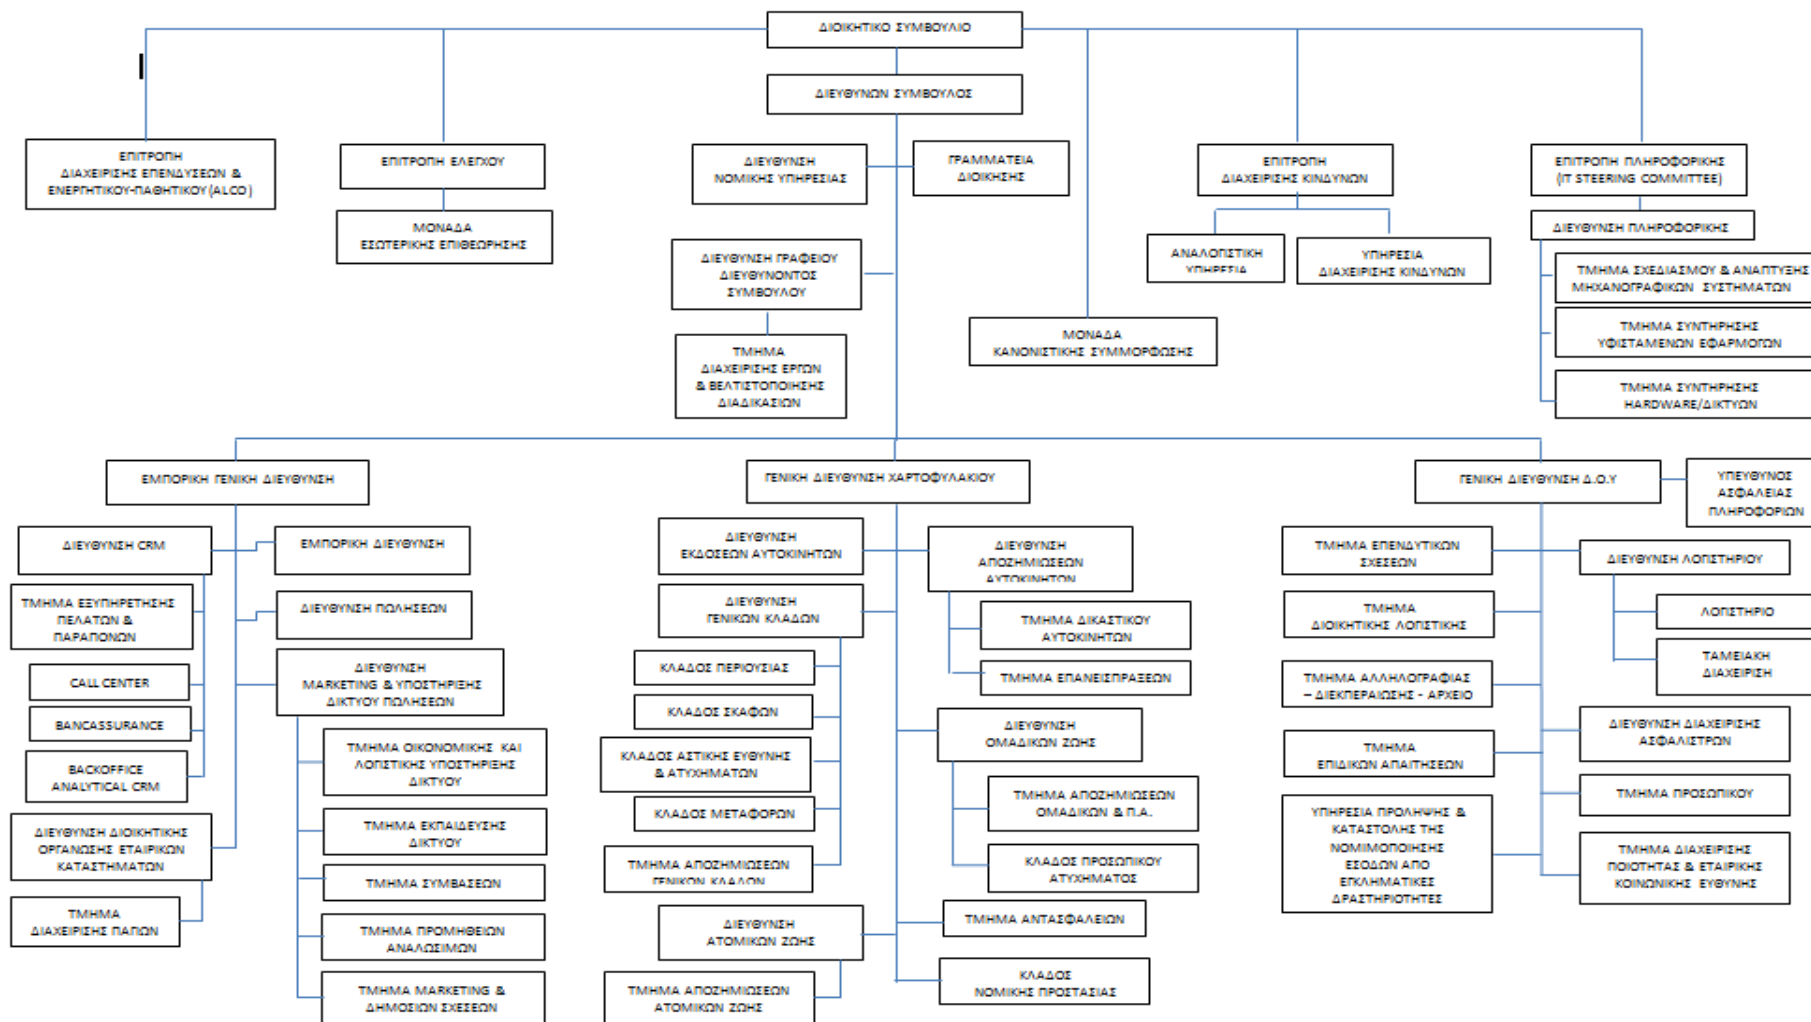 ΔΙΟΙΚΗΤΙΚΟ ΣΥΜΒΟΥΛΙΟ
ΔΙΕΥΘΥΝΩΝ ΣΥΜΒΟΥΛΟΣ
ΕΠΙΤΡΟΠΗ
ΔΙΑΧΕΙΡΙΣΗΣ ΕΠΕΝΔΥΣΕΩΝ &
ΕΝΕΡΓΗΤΙΚΟΥ-ΠΑΘΗΤΙΚΟΥ (ALCO)
ΕΠΙΤΡΟΠΗ ΕΛΕΓΧΟΥ
ΜΟΝΑΔΑ
ΕΣΩΤΕΡΙΚΗΣ ΕΠΙΘΕΩΡΗΣΗΣ
ΔΙΕΥΘΥΝΣΗ
ΝΟΜΙΚΗΣ ΥΠΗΡΕΣΙΑΣ
ΓΡΑΜΜΑΤΕΙΑ
ΔΙΟΙΚΗΣΗΣ
ΕΠΙΤΡΟΠΗ
ΔΙΑΧΕΙΡΙΣΗΣ ΚΙΝΔΥΝΩΝ
ΕΠΙΤΡΟΠΗ ΠΛΗΡΟΦΟΡΙΚΗΣ
(IT STEERING COMMITTEE)
ΔΙΕΥΘΥΝΣΗ ΠΛΗΡΟΦΟΡΙΚΗΣ
ΑΝΑΛΟΓΙΣΤΙΚΗ
ΥΠΗΡΕΣΙΑ
ΥΠΗΡΕΣΙΑ
ΔΙΑΧΕΙΡΙΣΗΣ ΚΙΝΔΥΝΩΝ
ΔΙΕΥΘΥΝΣΗ ΓΡΑΦΕΙΟΥ
ΔΙΕΥΘΥΝΟΝΤΟΣ
ΣΥΜΒΟΥΛΟΥ
ΤΜΗΜΑ ΣΧΕΔΙΑΣΜΟΥ & ΑΝΑΠΤΥΞΗΣ
ΜΗΧΑΝΟΓΡΑΦΙΚΩΝ ΣΥΣΤΗΜΑΤΩΝ
ΤΜΗΜΑ ΣΥΝΤΗΡΗΣΗΣ
ΥΦΙΣΤΑΜΕΝΩΝ ΕΦΑΡΜΟΓΩΝ
ΤΜΗΜΑ ΣΥΝΤΗΡΗΣΗΣ
HARDWARE/ΔΙΚΤΥΩΝ
ΜΟΝΑΔΑ
ΚΑΝΟΝΙΣΤΙΚΗΣ ΣΥΜΜΟΡΦΩΣΗΣ
ΤΜΗΜΑ
ΔΙΑΧΕΙΡΙΣΗΣ ΕΡΓΩΝ
& ΒΕΛΤΙΣΤΟΠΟΙΗΣΗΣ
ΔΙΑΔΙΚΑΣΙΩΝ
ΕΜΠΟΡΙΚΗ ΓΕΝΙΚΗ ΔΙΕΥΘΥΝΣΗ
ΔΙΕΥΘΥΝΣΗ CRM
ΕΜΠΟΡΙΚΗ ΔΙΕΥΘΥΝΣΗ
ΤΜΗΜΑ ΕΞΥΠΗΡΕΤΗΣΗΣ
ΠΕΛΑΤΩΝ &
ΠΑΡΑΠΟΝΩΝ
ΔΙΕΥΘΥΝΣΗ ΠΩΛΗΣΕΩΝ
CALL CENTER
BANCASSURANCE
BACKOFFICE
ANALYTICAL CRM
ΔΙΕΥΘΥΝΣΗ
MARKETING & ΥΠΟΣΤΗΡΙΞΗΣ
ΔΙΚΤΥΟΥ ΠΩΛΗΣΕΩΝ
ΤΜΗΜΑ ΟΙΚΟΝΟΜΙΚΗΣ ΚΑΙ
ΛΟΓΙΣΤΙΚΗΣ ΥΠΟΣΤΗΡΙΞΗΣ
ΔΙΚΤΥΟΥ
ΔΙΕΥΘΥΝΣΗ ΔΙΟΙΚΗΤΙΚΗΣ
ΟΡΓΑΝΩΣΗΣ ΕΤΑΙΡΙΚΩΝ
ΚΑΤΑΣΤΗΜΑΤΩΝ
ΤΜΗΜΑ ΕΚΠΑΙΔΕΥΣΗΣ
ΔΙΚΤΥΟΥ
ΤΜΗΜΑ ΣΥΜΒΑΣΕΩΝ
ΤΜΗΜΑ
ΔΙΑΧΕΙΡΙΣΗΣ ΠΑΓΙΩΝ
ΤΜΗΜΑ ΠΡΟΜΗΘΕΙΩΝ
ΑΝΑΛΩΣΙΜΩΝ
ΤΜΗΜΑ MARKETING &
ΔΗΜΟΣΙΩΝ ΣΧΕΣΕΩΝ
ΓΕΝΙΚΗ ΔΙΕΥΘΥΝΣΗ ΧΑΡΤΟΦΥΛΑΚΙΟΥ
ΔΙΕΥΘΥΝΣΗ
ΕΚΔΟΣΕΩΝ ΑΥΤΟΚΙΝΗΤΩΝ
ΔΙΕΥΘΥΝΣΗ
ΑΠΟΖΗΜΙΩΣΕΩΝ
ΑΥΤΟΚΙΝΗΤΩΝ
ΔΙΕΥΘΥΝΣΗ
ΓΕΝΙΚΩΝ ΚΛΑΔΩΝ
ΤΜΗΜΑ ΔΙΚΑΣΤΙΚΟΥ
ΑΥΤΟΚΙΝΗΤΩΝ
ΤΜΗΜΑ ΕΠΑΝΕΙΣΠΡΑΞΕΩΝ
ΚΛΑΔΟΣ ΠΕΡΙΟΥΣΙΑΣ
ΚΛΑΔΟΣ ΣΚΑΦΩΝ
ΚΛΑΔΟΣ ΑΣΤΙΚΗΣ ΕΥΘΥΝΗΣ
& ΑΤΥΧΗΜΑΤΩΝ
ΚΛΑΔΟΣ ΜΕΤΑΦΟΡΩΝ
ΤΜΗΜΑ ΑΠΟΖΗΜΙΩΣΕΩΝ
ΓΕΝΙΚΩΝ ΚΛΑΔΩΝ
ΔΙΕΥΘΥΝΣΗ
ΟΜΑΔΙΚΩΝ ΖΩΗΣ
ΤΜΗΜΑ ΑΠΟΖΗΜΙΩΣΕΩΝ
ΟΜΑΔΙΚΩΝ & Π.Α.
ΚΛΑΔΟΣ ΠΡΟΣΩΠΙΚΟΥ
ΑΤΥΧΗΜΑΤΟΣ
ΔΙΕΥΘΥΝΣΗ
ΑΤΟΜΙΚΩΝ ΖΩΗΣ
ΤΜΗΜΑ ΑΝΤΑΣΦΑΛΕΙΩΝ
ΤΜΗΜΑ ΑΠΟΖΗΜΙΩΣΕΩΝ
ΑΤΟΜΙΚΩΝ ΖΩΗΣ
ΚΛΑΔΟΣ
ΝΟΜΙΚΗΣ ΠΡΟΣΤΑΣΙΑΣ
ΓΕΝΙΚΗ ΔΙΕΥΘΥΝΣΗ Δ.Ο.Υ
ΥΠΕΥΘΥΝΟΣ
ΑΣΦΑΛΕΙΑΣ
ΠΛΗΡΟΦΟΡΙΩΝ
ΤΜΗΜΑ ΕΠΕΝΔΥΤΙΚΩΝ
ΣΧΕΣΕΩΝ
ΔΙΕΥΘΥΝΣΗ ΛΟΓΙΣΤΗΡΙΟΥ
ΤΜΗΜΑ
ΔΙΟΙΚΗΤΙΚΗΣ ΛΟΓΙΣΤΙΚΗΣ
ΛΟΓΙΣΤΗΡΙΟ
ΤΑΜΕΙΑΚΗ
ΔΙΑΧΕΙΡΙΣΗ
ΤΜΗΜΑ ΑΛΛΗΛΟΓΡΑΦΙΑΣ
– ΔΙΕΚΠΕΡΑΙΩΣΗΣ - ΑΡΧΕΙΟ
ΔΙΕΥΘΥΝΣΗ ΔΙΑΧΕΙΡΙΣΗΣ
ΑΣΦΑΛΙΣΤΡΩΝ
ΤΜΗΜΑ
ΕΠΙΔΙΚΩΝ ΑΠΑΙΤΗΣΕΩΝ
ΤΜΗΜΑ ΠΡΟΣΩΠΙΚΟΥ
ΥΠΗΡΕΣΙΑ ΠΡΟΛΗΨΗΣ &
ΚΑΤΑΣΤΟΛΗΣ ΤΗΣ
ΝΟΜΙΜΟΠΟΙΗΣΗΣ
ΕΣΟΔΩΝ ΑΠΟ
ΕΓΚΛΗΜΑΤΙΚΕΣ
ΔΡΑΣΤΗΡΙΟΤΗΤΕΣ
ΤΜΗΜΑ ΔΙΑΧΕΙΡΙΣΗΣ
ΠΟΙΟΤΗΤΑΣ & ΕΤΑΙΡΙΚΗΣ
ΚΟΙΝΩΝΙΚΗΣ ΕΥΘΥΝΗΣ